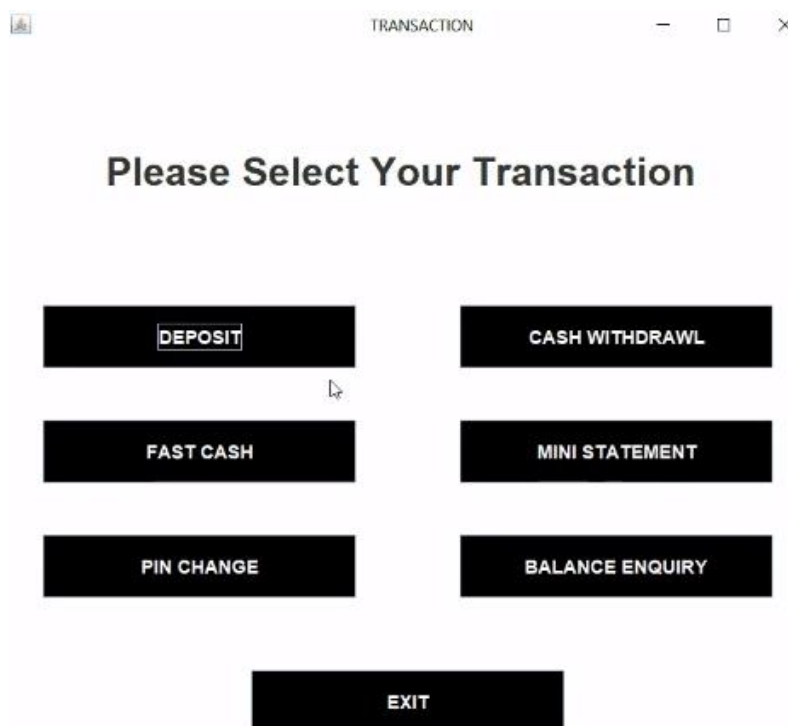 TRANSACTION
Please Select Your Transaction
DEPOSIT
CASH WITHDRAWL
FAST CASH
MINI STATEMENT
PIN CHANGE
BALANCE ENQUIRY
EXIT